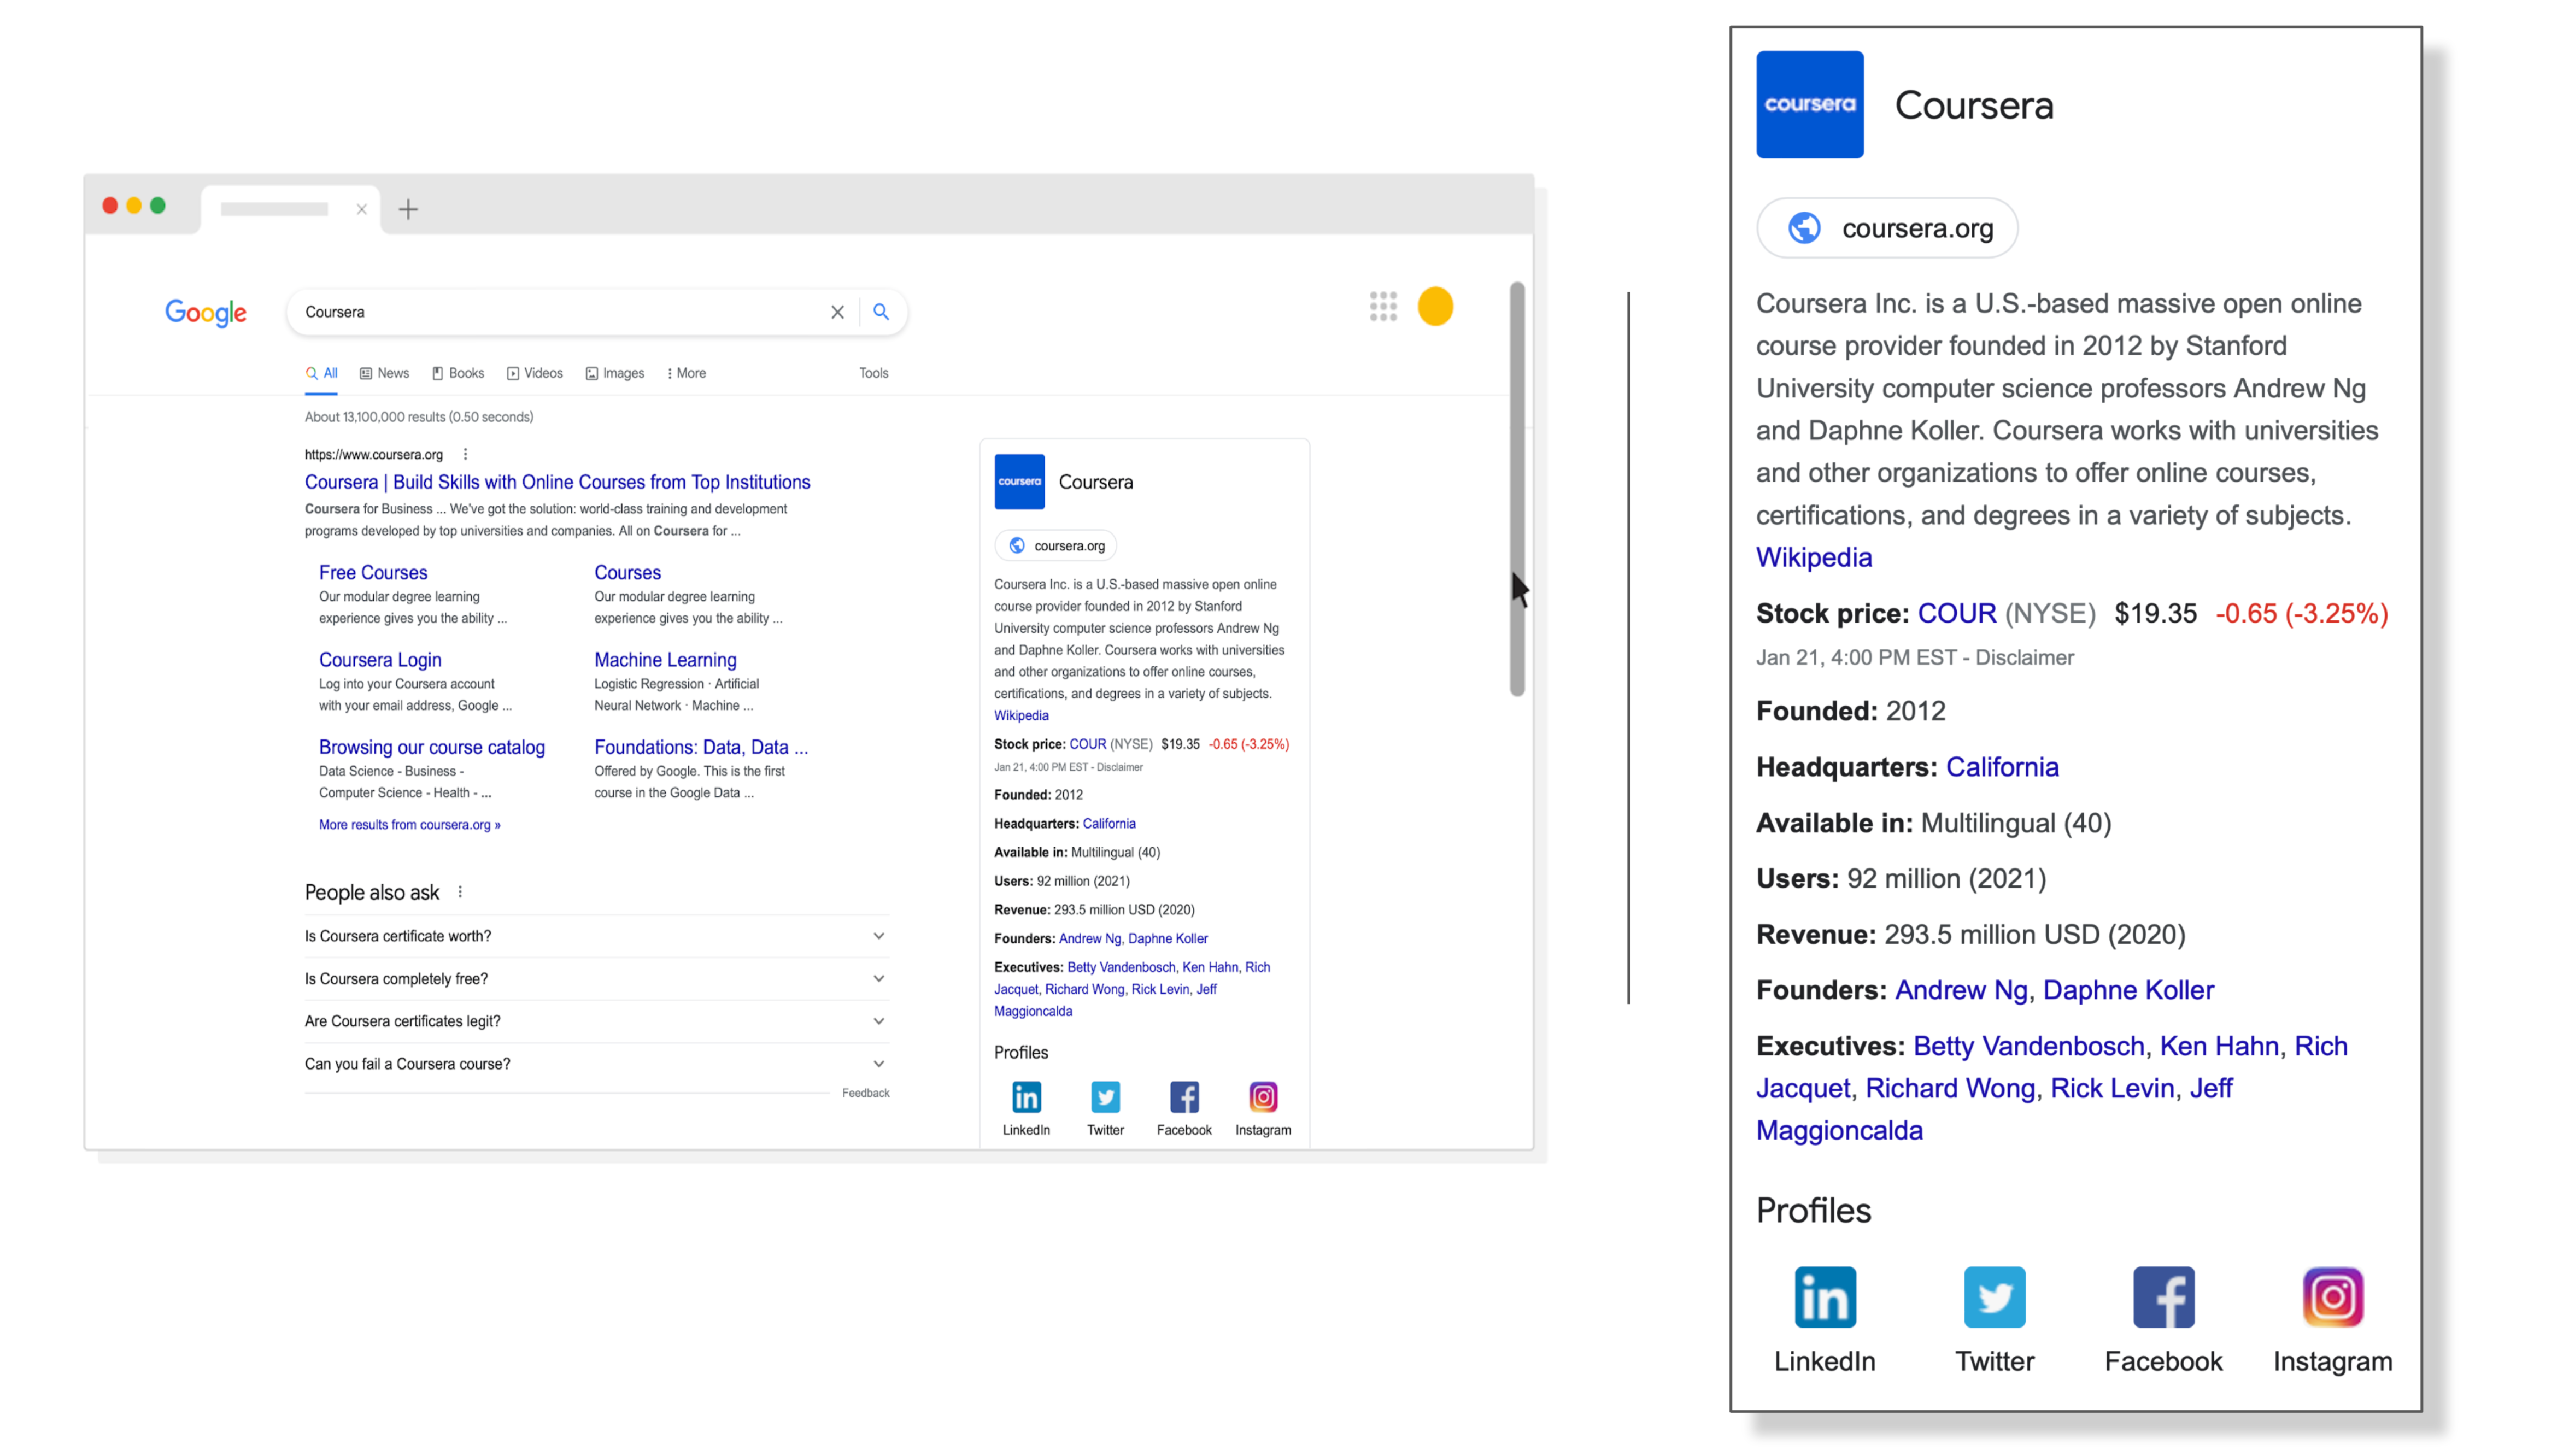 Google
Coursera
All News Books Videos Images More Tools
About 13,100,000 results (0.50 seconds)
https://www.coursera.org
Coursera | Build Skills with Online Courses from Top Institutions
Coursera for Business ... We've got the solution: world-class training and development
programs developed by top universities and companies. All on Coursera for ...
Free Courses
Our modular degree learning
experience gives you the ability ...
Courses
Our modular degree learning
experience gives you the ability ...
Coursera Login
Log into your Coursera account
with your email address, Google ...
Machine Learning
Logistic Regression · Artificial
Neural Network · Machine ...
Browsing our course catalog
Data Science - Business -
Computer Science - Health - ...
Foundations: Data, Data ...
Offered by Google. This is the first
course in the Google Data ...
More results from coursera.org »
People also ask
Is Coursera certificate worth?
Is Coursera completely free?
Are Coursera certificates legit?
Can you fail a Coursera course?
Feedback
coursera
Coursera
coursera.org
Coursera Inc. is a U.S.-based massive open online
course provider founded in 2012 by Stanford
University computer science professors Andrew Ng
and Daphne Koller. Coursera works with universities
and other organizations to offer online courses,
certifications, and degrees in a variety of subjects.
Wikipedia
Stock price: COUR (NYSE) $19.35 -0.65 (-3.25%)
Jan 21, 4:00 PM EST - Disclaimer
Founded: 2012
Headquarters: California
Available in: Multilingual (40)
Users: 92 million (2021)
Revenue: 293.5 million USD (2020)
Founders: Andrew Ng, Daphne Koller
Executives: Betty Vandenbosch, Ken Hahn, Rich
Jacquet, Richard Wong, Rick Levin, Jeff
Maggioncalda
Profiles
LinkedIn Twitter Facebook Instagram
coursera
Coursera
coursera.org
Coursera Inc. is a U.S.-based massive open online
course provider founded in 2012 by Stanford
University computer science professors Andrew Ng
and Daphne Koller. Coursera works with universities
and other organizations to offer online courses,
certifications, and degrees in a variety of subjects.
Wikipedia
Stock price: COUR (NYSE) $19.35 -0.65 (-3.25%)
Jan 21, 4:00 PM EST - Disclaimer
Founded: 2012
Headquarters: California
Available in: Multilingual (40)
Users: 92 million (2021)
Revenue: 293.5 million USD (2020)
Founders: Andrew Ng, Daphne Koller
Executives: Betty Vandenbosch, Ken Hahn, Rich
Jacquet, Richard Wong, Rick Levin, Jeff
Maggioncalda
Profiles
LinkedIn Twitter Facebook Instagram